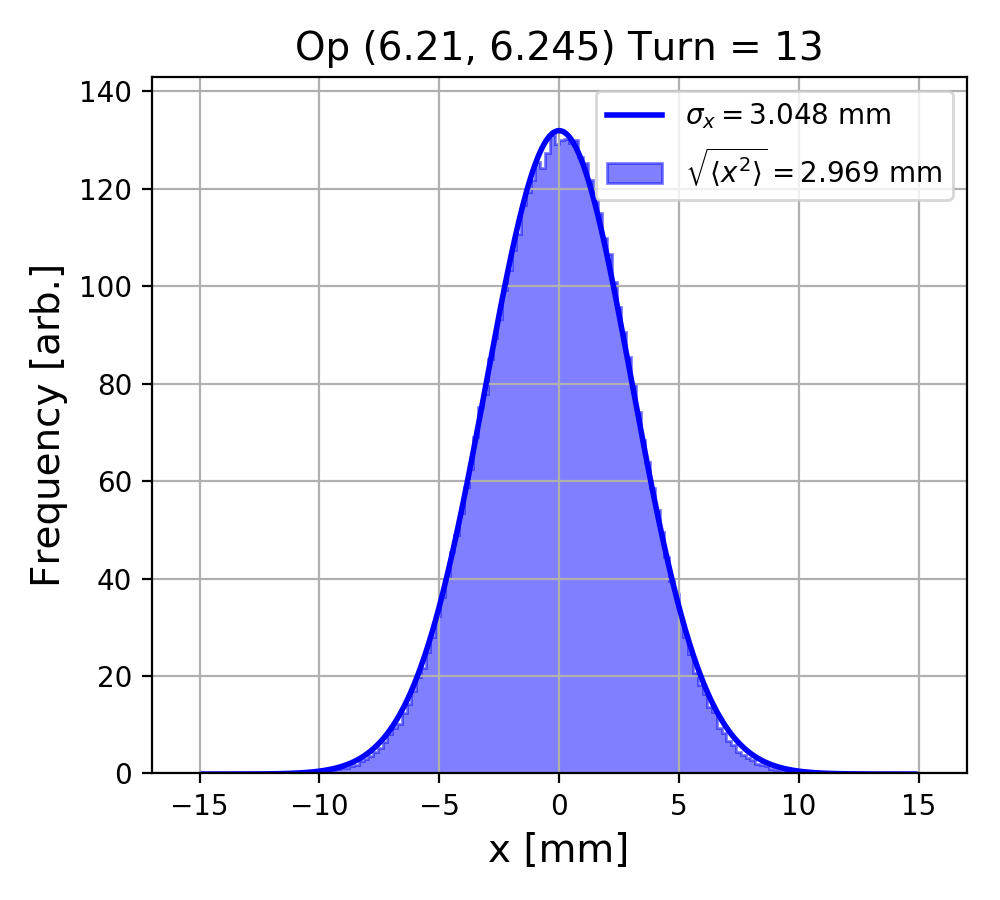 Op (6.21, 6.245) Turn = 13
σₓ = 3.048 mm
√⟨x²⟩ = 2.969 mm
Frequency [arb.]
140
120
100
80
60
40
20
0
−15 −10 −5 0 5 10 15
x [mm]